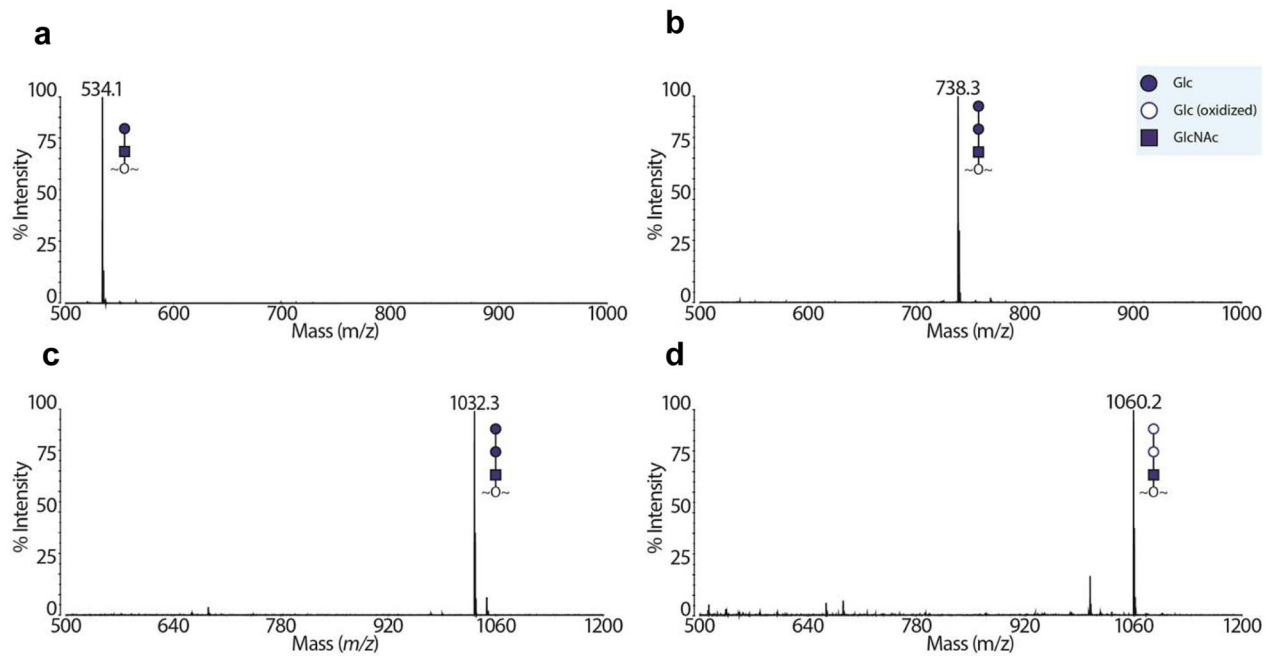 a
534.1
100
75
50
25
0
% Intensity
~O~
500 600 700 800 900 1000
Mass (m/z)
b
738.3
100
75
50
25
0
% Intensity
~O~
500 600 700 800 900 1000
Mass (m/z)
Glc
Glc (oxidized)
GlcNAc
c
1032.3
100
75
50
25
0
% Intensity
~O~
500 640 780 920 1060 1200
Mass (m/z)
d
1060.2
100
75
50
25
0
% Intensity
~O~
500 640 780 920 1060 1200
Mass (m/z)